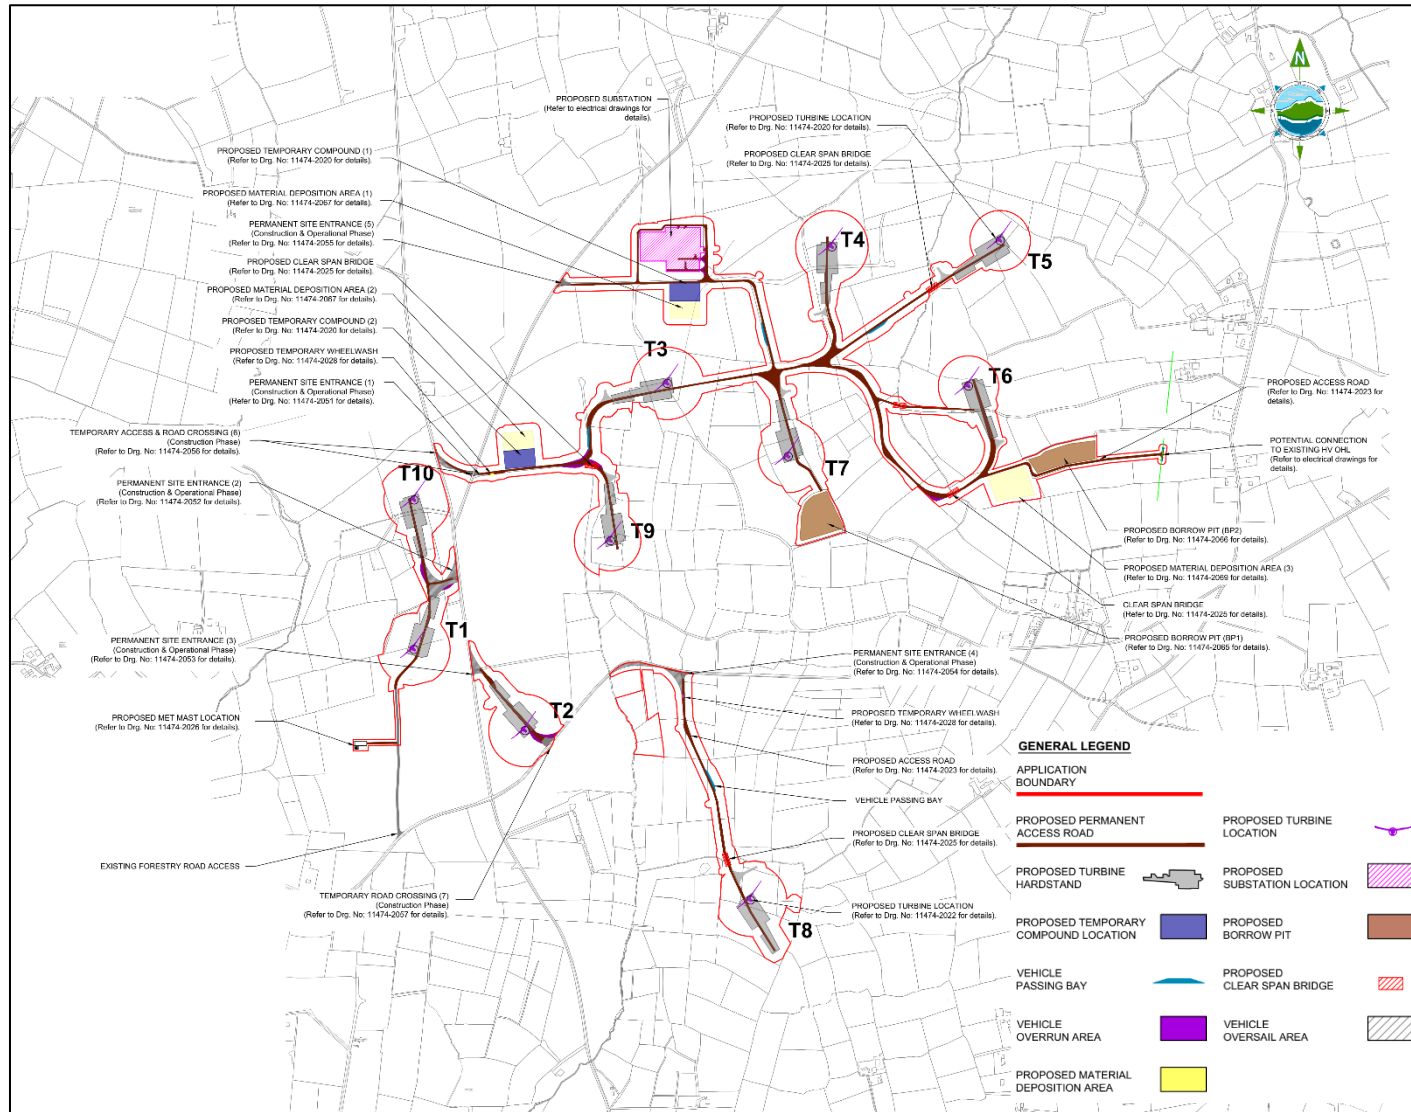 N
PROPOSED SUBSTATION
(Refer to electrical drawings for
details).
PROPOSED TURBINE LOCATION
(Refer to Drg. No: 11474-2020 for details).
PROPOSED CLEAR SPAN BRIDGE
(Refer to Drg. No: 11474-2025 for details).
PROPOSED TEMPORARY COMPOUND (1)
(Refer to Drg. No: 11474-2020 for details).
PROPOSED MATERIAL DEPOSITION AREA (1)
(Refer to Drg. No: 11474-2067 for details).
PERMANENT SITE ENTRANCE (5)
(Construction & Operational Phase)
(Refer to Drg. No: 11474-2055 for details).
PROPOSED CLEAR SPAN BRIDGE
(Refer to Drg. No: 11474-2025 for details).
PROPOSED MATERIAL DEPOSITION AREA (2)
(Refer to Drg. No: 11474-2067 for details).
PROPOSED TEMPORARY COMPOUND (2)
(Refer to Drg. No: 11474-2020 for details).
PROPOSED TEMPORARY WHEELWASH
(Refer to Drg. No: 11474-2028 for details).
PERMANENT SITE ENTRANCE (1)
(Construction & Operational Phase)
(Refer to Drg. No: 11474-2051 for details).
TEMPORARY ACCESS & ROAD CROSSING (6)
(Construction Phase)
(Refer to Drg. No: 11474-2056 for details).
PERMANENT SITE ENTRANCE (2)
(Construction & Operational Phase)
(Refer to Drg. No: 11474-2052 for details).
PERMANENT SITE ENTRANCE (3)
(Construction & Operational Phase)
(Refer to Drg. No: 11474-2053 for details).
PROPOSED MET MAST LOCATION
(Refer to Drg. No: 11474-2026 for details).
EXISTING FORESTRY ROAD ACCESS
TEMPORARY ROAD CROSSING (7)
(Construction Phase)
(Refer to Drg. No: 11474-2057 for details).
T4
T5
T3
T6
T7
T10
T9
T1
T2
T8
PROPOSED ACCESS ROAD
(Refer to Drg. No: 11474-2023 for
details).
POTENTIAL CONNECTION
TO EXISTING HV OHL
(Refer to electrical drawings for
details).
PROPOSED BORROW PIT (BP2)
(Refer to Drg. No: 11474-2066 for details).
PROPOSED MATERIAL DEPOSITION AREA (3)
(Refer to Drg. No: 11474-2069 for details).
CLEAR SPAN BRIDGE
(Refer to Drg. No: 11474-2025 for details).
PROPOSED BORROW PIT (BP1)
(Refer to Drg. No: 11474-2065 for details).
PERMANENT SITE ENTRANCE (4)
(Construction & Operational Phase)
(Refer to Drg. No: 11474-2054 for details).
PROPOSED TEMPORARY WHEELWASH
(Refer to Drg. No: 11474-2028 for details).
PROPOSED ACCESS ROAD
(Refer to Drg. No: 11474-2023 for details).
VEHICLE PASSING BAY
PROPOSED CLEAR SPAN BRIDGE
(Refer to Drg. No: 11474-2025 for details).
PROPOSED TURBINE LOCATION
(Refer to Drg. No: 11474-2022 for details).
GENERAL LEGEND
APPLICATION
BOUNDARY
PROPOSED PERMANENT
ACCESS ROAD
PROPOSED TURBINE
LOCATION
PROPOSED TURBINE
HARDSTAND
PROPOSED
SUBSTATION LOCATION
PROPOSED TEMPORARY
COMPOUND LOCATION
PROPOSED
BORROW PIT
VEHICLE
PASSING BAY
PROPOSED
CLEAR SPAN BRIDGE
VEHICLE
OVERRUN AREA
VEHICLE
OVERSAIL AREA
PROPOSED MATERIAL
DEPOSITION AREA